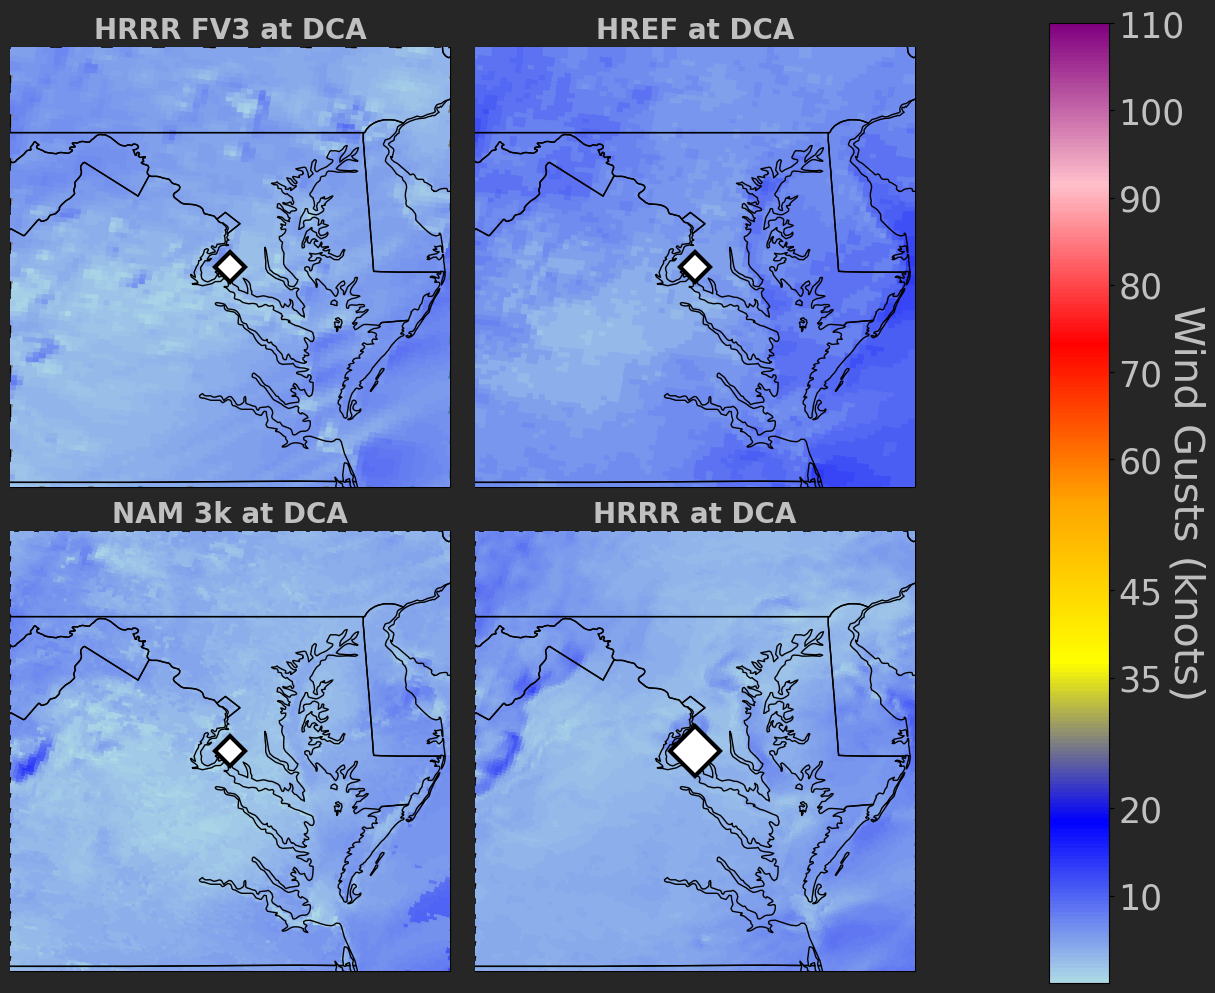 HRRR FV3 at DCA
HREF at DCA
NAM 3k at DCA
HRRR at DCA
110
100
90
80
70
60
45
35
20
10
Wind Gusts (knots)